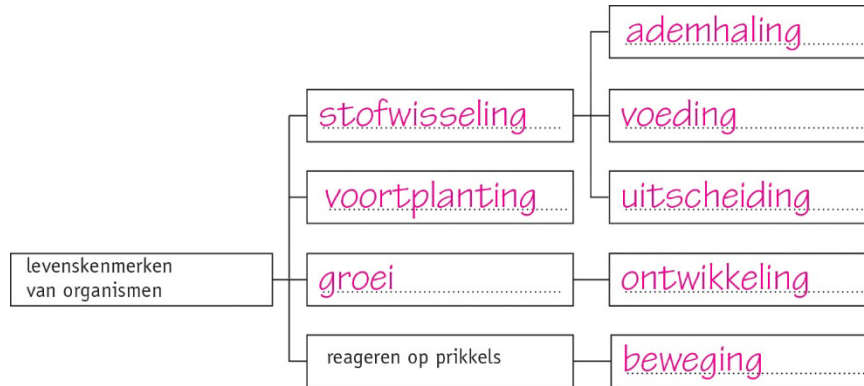 ademhaling
stofwisseling
voeding
voortplanting
uitscheiding
levenskenmerken
van organismen
groei
ontwikkeling
reageren op prikkels
beweging